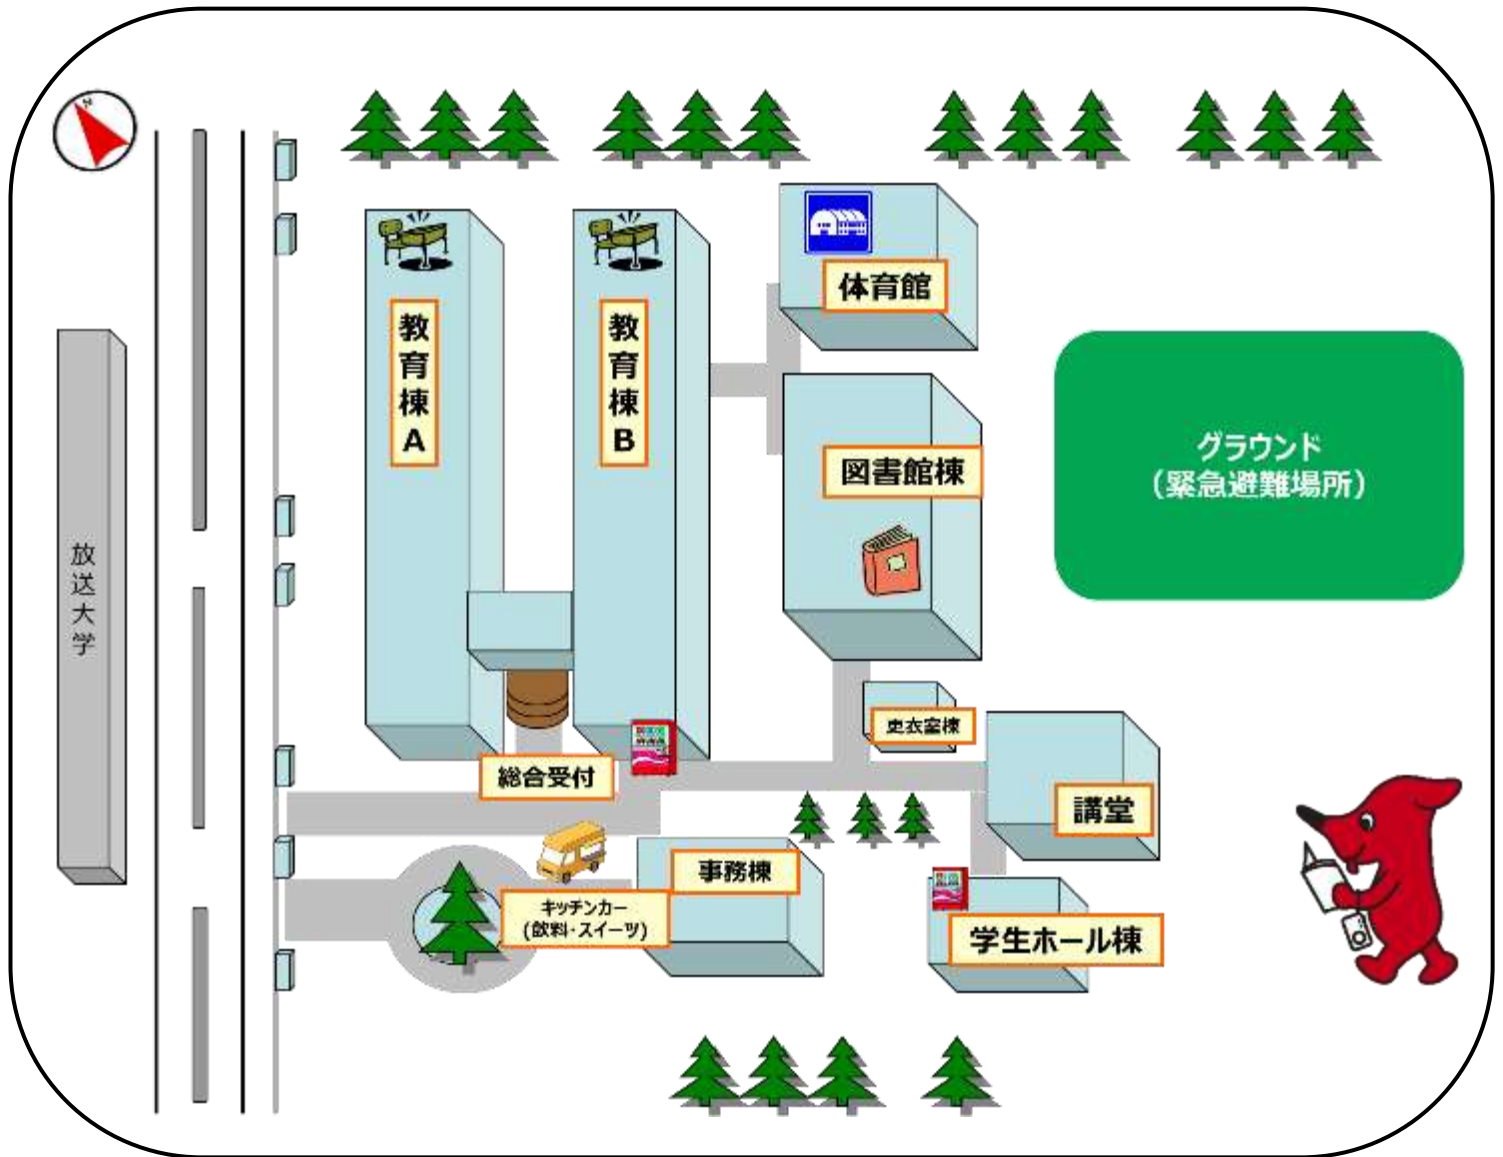 N
体育館
教育棟A
教育棟B
図書館棟
グラウンド
(緊急避難場所)
放送大学
更衣室棟
総合受付
講堂
事務棟
キッチンカー
(飲料・スイーツ)
学生ホール棟